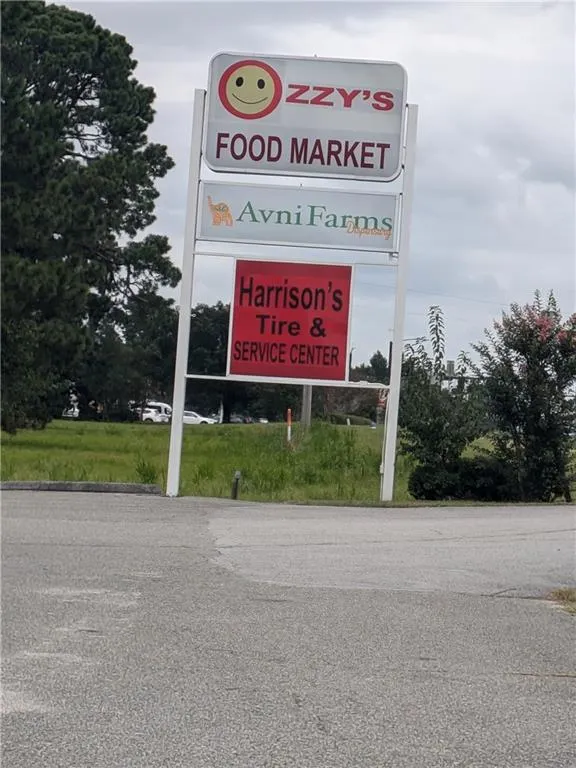 OZZY'S
FOOD MARKET
AvniFarms
Dispensary
Harrison's
Tire &
SERVICE CENTER